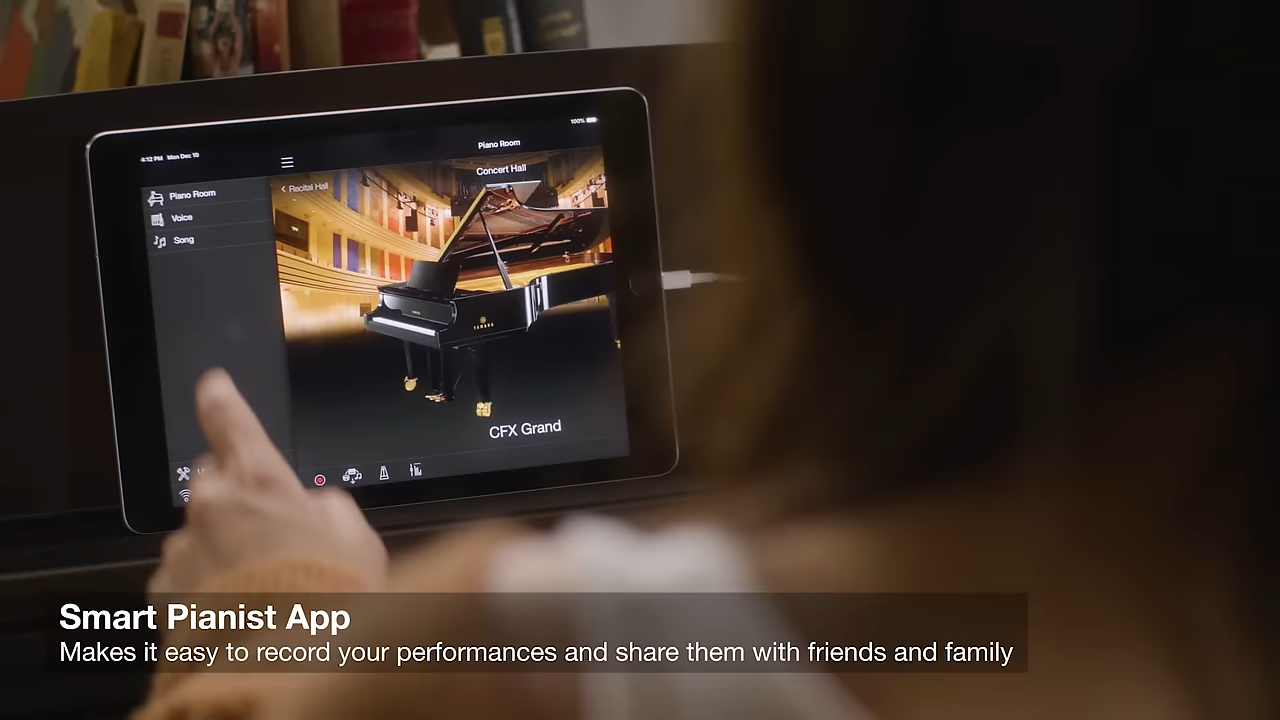 4:12 PM Mon Dec 10
100%
Piano Room
Piano Room
Voice
Song
Recital Hall
Concert Hall
YAMAHA
CFX Grand
Smart Pianist App
Makes it easy to record your performances and share them with friends and family